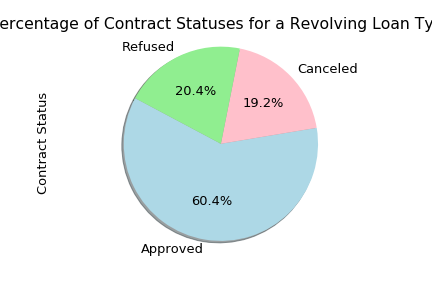 ercentage of Contract Statuses for a Revolving Loan Ty
Refused
Canceled
20.4%
19.2%
Contract Status
60.4%
Approved